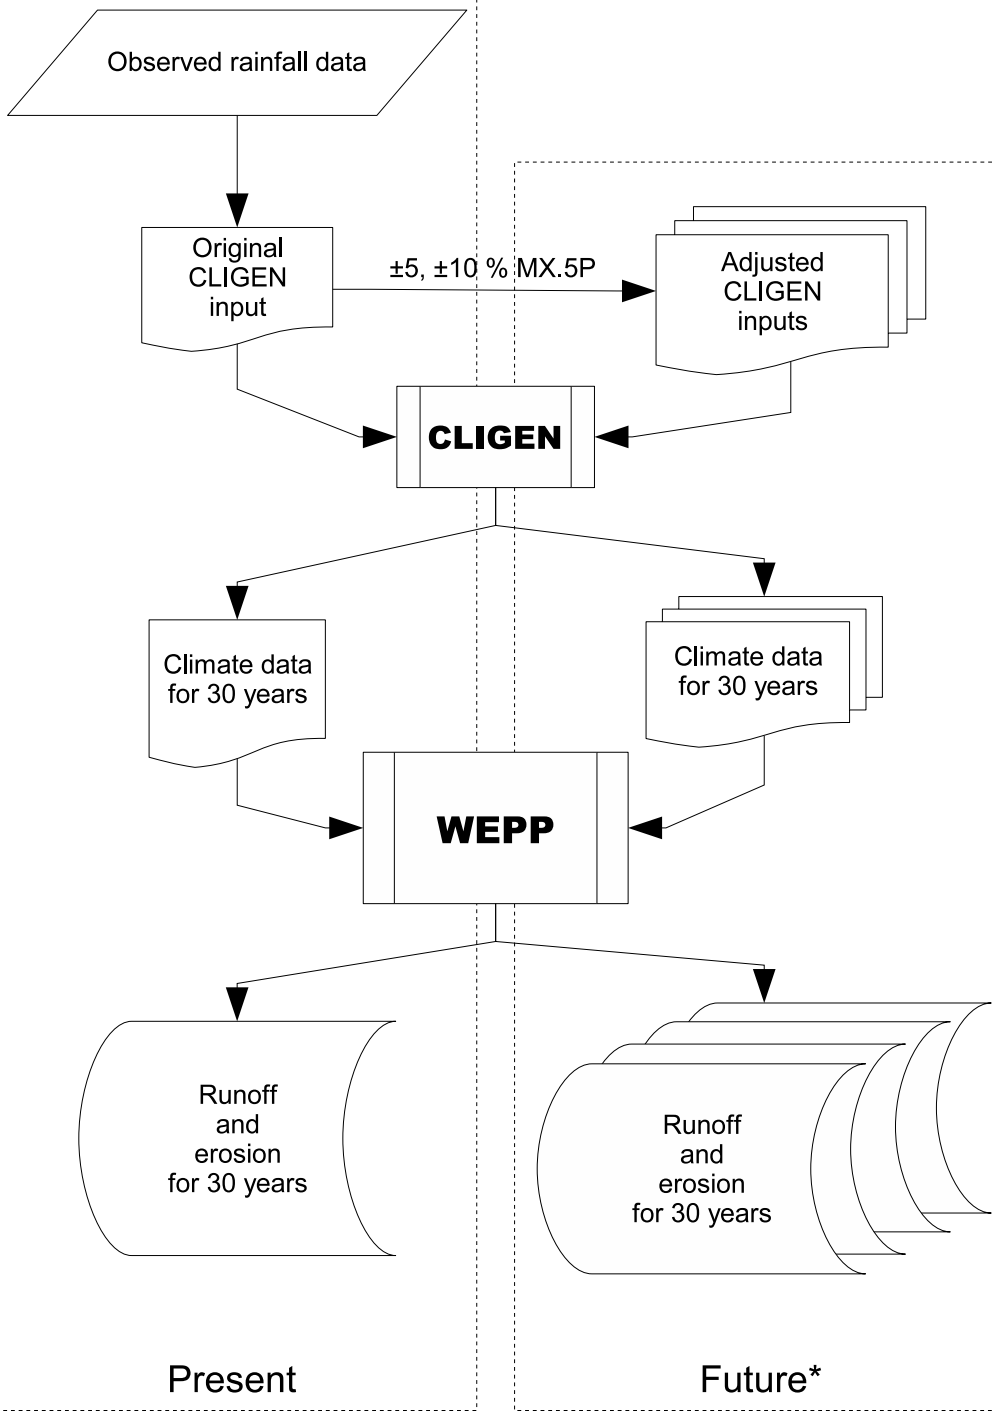 Observed rainfall data
Original
CLIGEN
input
±5, ±10 % MX.5P
Adjusted
CLIGEN
inputs
CLIGEN
Climate data
for 30 years
Climate data
for 30 years
WEPP
Runoff
and
erosion
for 30 years
Runoff
and
erosion
for 30 years
Present
Future*